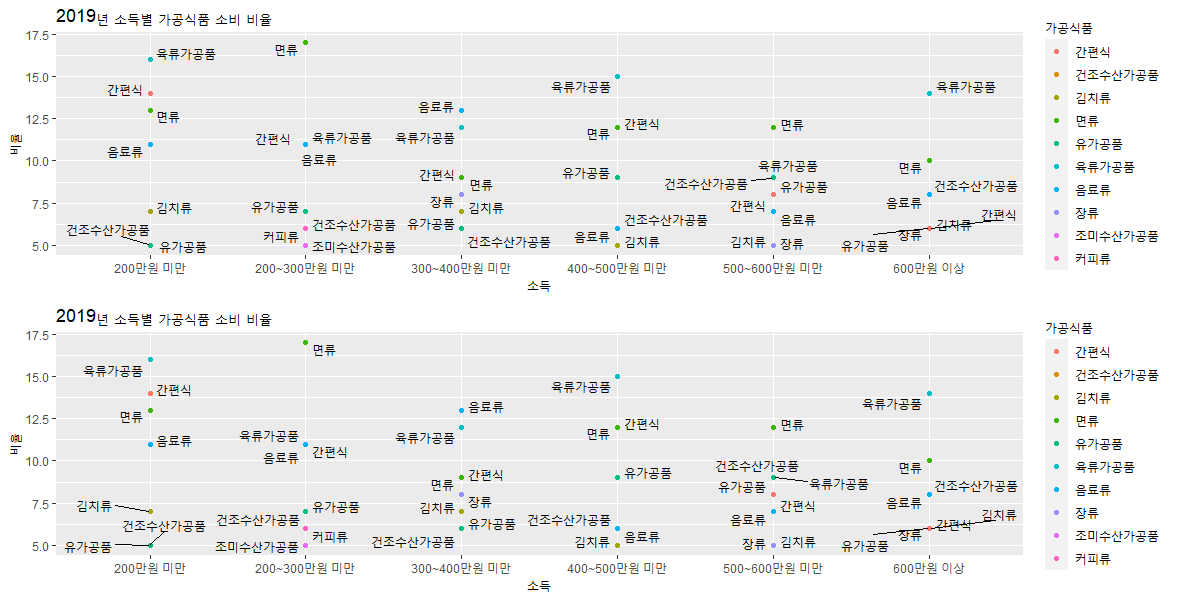 2019년 소득별 가공식품 소비 비율
17.5
15.0
12.5
10.0
7.5
5.0
비율
육류가공품
간편식
면류
음료류
김치류
건조수산가공품
유가공품
면류
간편식
육류가공품
음료류
유가공품
건조수산가공품
커피류
조미수산가공품
음료류
육류가공품
간편식
면류
장류
김치류
유가공품
건조수산가공품
육류가공품
간편식
면류
유가공품
건조수산가공품
음료류
김치류
면류
육류가공품
건조수산가공품
유가공품
간편식
음료류
김치류
장류
육류가공품
면류
건조수산가공품
음료류
간편식
김치류
장류
유가공품
200만원 미만
200~300만원 미만
300~400만원 미만
400~500만원 미만
500~600만원 미만
600만원 이상
소득
가공식품
간편식
건조수산가공품
김치류
면류
유가공품
육류가공품
음료류
장류
조미수산가공품
커피류
2019년 소득별 가공식품 소비 비율
17.5
15.0
12.5
10.0
7.5
5.0
비율
육류가공품
간편식
면류
음료류
김치류
건조수산가공품
유가공품
면류
육류가공품
간편식
음료류
유가공품
건조수산가공품
커피류
조미수산가공품
음료류
육류가공품
간편식
면류
장류
김치류
유가공품
건조수산가공품
육류가공품
간편식
면류
유가공품
건조수산가공품
음료류
김치류
면류
건조수산가공품
육류가공품
유가공품
간편식
음료류
장류
김치류
육류가공품
면류
건조수산가공품
음료류
김치류
간편식
장류
유가공품
200만원 미만
200~300만원 미만
300~400만원 미만
400~500만원 미만
500~600만원 미만
600만원 이상
소득
가공식품
간편식
건조수산가공품
김치류
면류
유가공품
육류가공품
음료류
장류
조미수산가공품
커피류